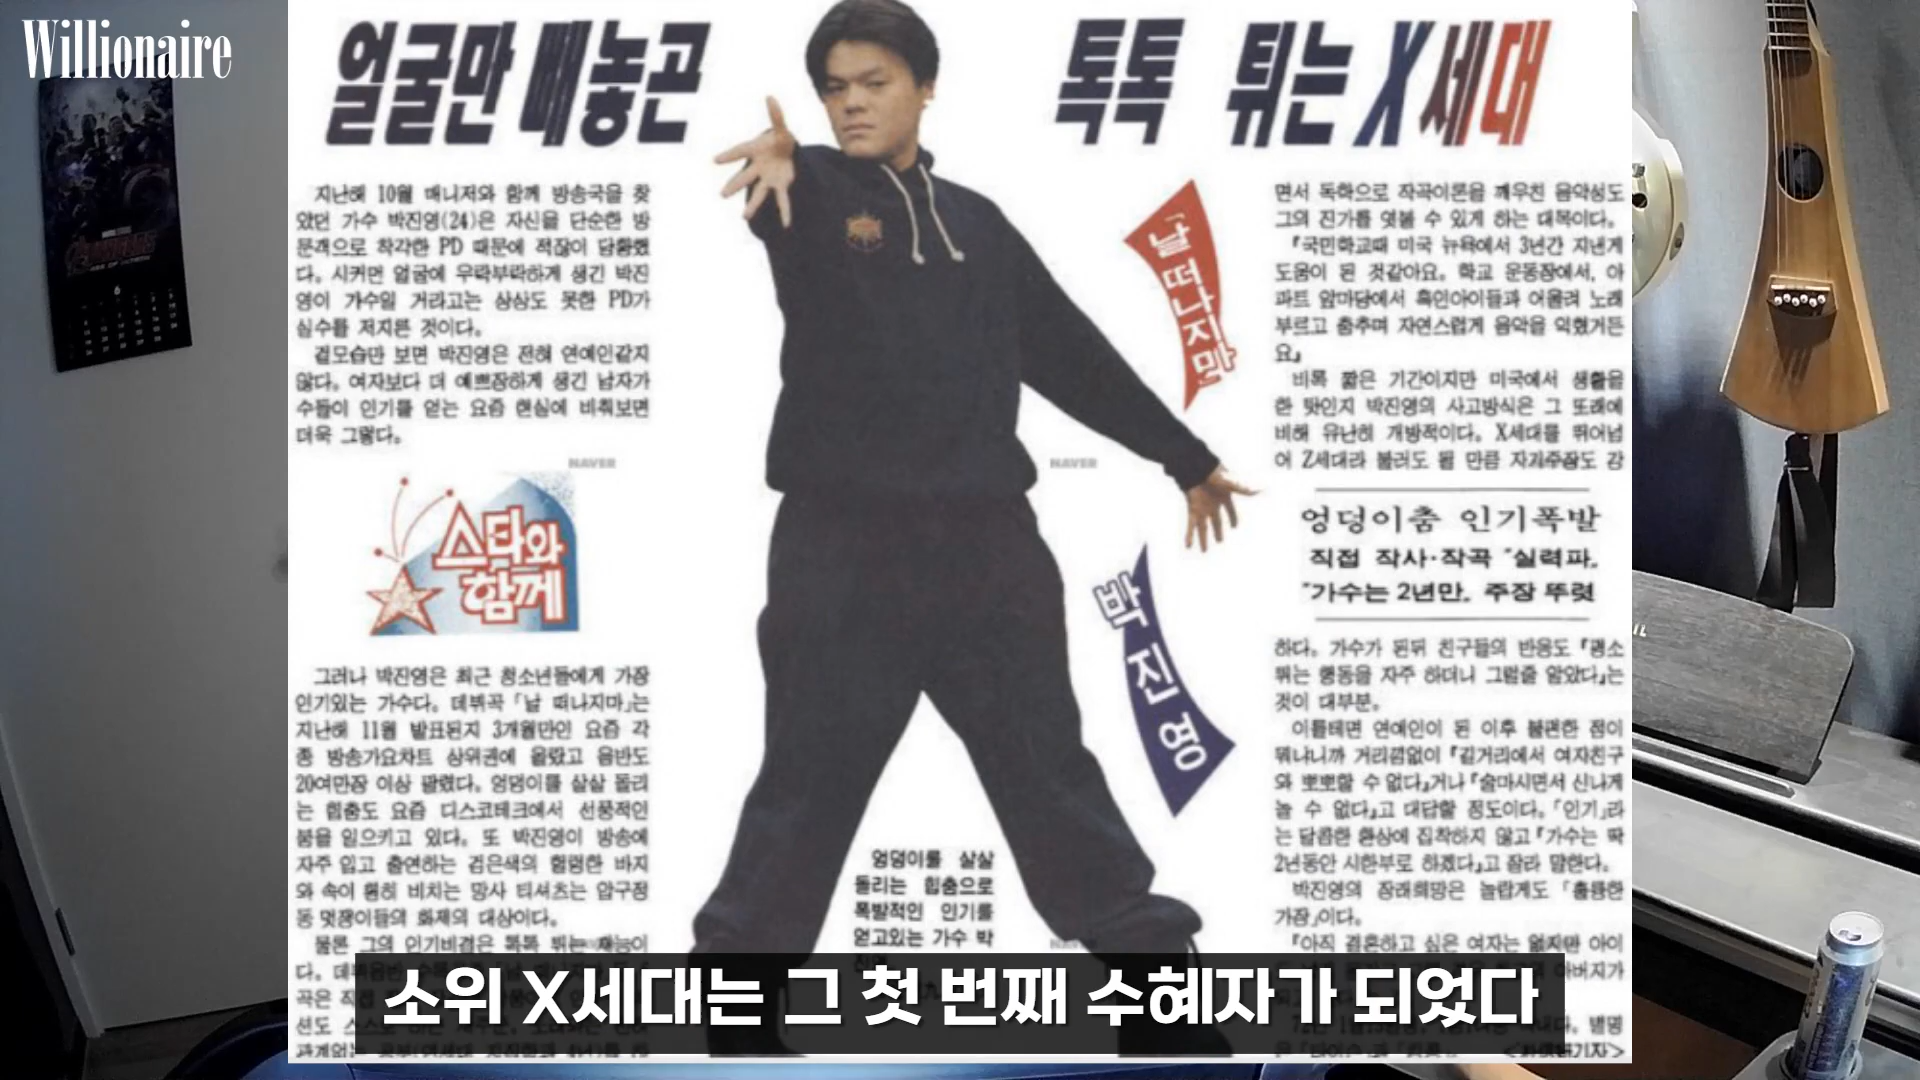 Willionaire
얼굴만 빼놓곤 톡톡 튀는 X세대
지난해 10월 매니저와 함께 방송국을 찾
았던 가수 박진영(24)은 자신을 단순한 방
문객으로 착각한 PD 때문에 적잖이 당황했
다. 시커먼 얼굴에 우락부락하게 생긴 박진
영이 가수일 거라고는 상상도 못한 PD가
실수를 저지른 것이다.
겉모습만 보면 박진영은 전혀 연예인같지
않다. 여자보다 더 예쁘장하게 생긴 남자가
수들이 인기를 얻는 요즘 현실에 비춰보면
더욱 그렇다.
NAVER
스타와
함께
그러나 박진영은 최근 청소년들에게 가장
인기있는 가수다. 데뷔곡 「날 떠나지마」는
지난해 11월 발표된지 3개월만인 요즘 각
종 방송가요차트 상위권에 올랐고 음반도
20여만장 이상 팔렸다. 엉덩이를 살살 돌리
는 힙춤도 요즘 디스코테크에서 선풍적인
붐을 일으키고 있다. 또 박진영이 방송에
자주 입고 출연하는 검은색의 헐렁한 바지
와 속이 훤히 비치는 망사 티셔츠는 압구정
동 멋쟁이들의 화제의 대상이다.
물론 그의 인기비결은 톡톡 튀는 재능이
「날 떠나지마」
박진영
엉덩이를 살살
돌리는 힙춤으로
폭발적인 인기를
얻고있는 가수 박
NAVER
면서 독학으로 작곡이론을 깨우친 음악성도
그의 진가를 엿볼 수 있게 하는 대목이다.
『국민학교때 미국 뉴욕에서 3년간 지낸게
도움이 된 것같아요. 학교 운동장에서, 아
파트 앞마당에서 흑인아이들과 어울려 노래
부르고 춤추며 자연스럽게 음악을 익혔거든
요』
비록 짧은 기간이지만 미국에서 생활을
한 탓인지 박진영의 사고방식은 그 또래에
비해 유난히 개방적이다. X세대를 뛰어넘
어 Z세대라 불러도 될 만큼 자기주장도 강
엉덩이춤 인기폭발
직접 작사·작곡 "실력파"
"가수는 2년만" 주장 뚜렷
하다. 가수가 된뒤 친구들의 반응도 『평소
튀는 행동을 자주 하더니 그럴줄 알았다』는
것이 대부분.
이를테면 연예인이 된 이후 불편한 점이
뭐냐니까 거리낌없이 『길거리에서 여자친구
와 뽀뽀할 수 없다』거나 『술마시면서 신나게
놀 수 없다』고 대답할 정도이다. 「인기」라
는 달콤한 환상에 집착하지 않고 『가수는 딱
2년동안 시한부로 하겠다』고 잘라 말한다.
박진영의 장래희망은 놀랍게도 「훌륭한
가장」이다.
『아직 결혼하고 싶은 여자는 없지만 아이
소위 X세대는 그 첫 번째 수혜자가 되었다